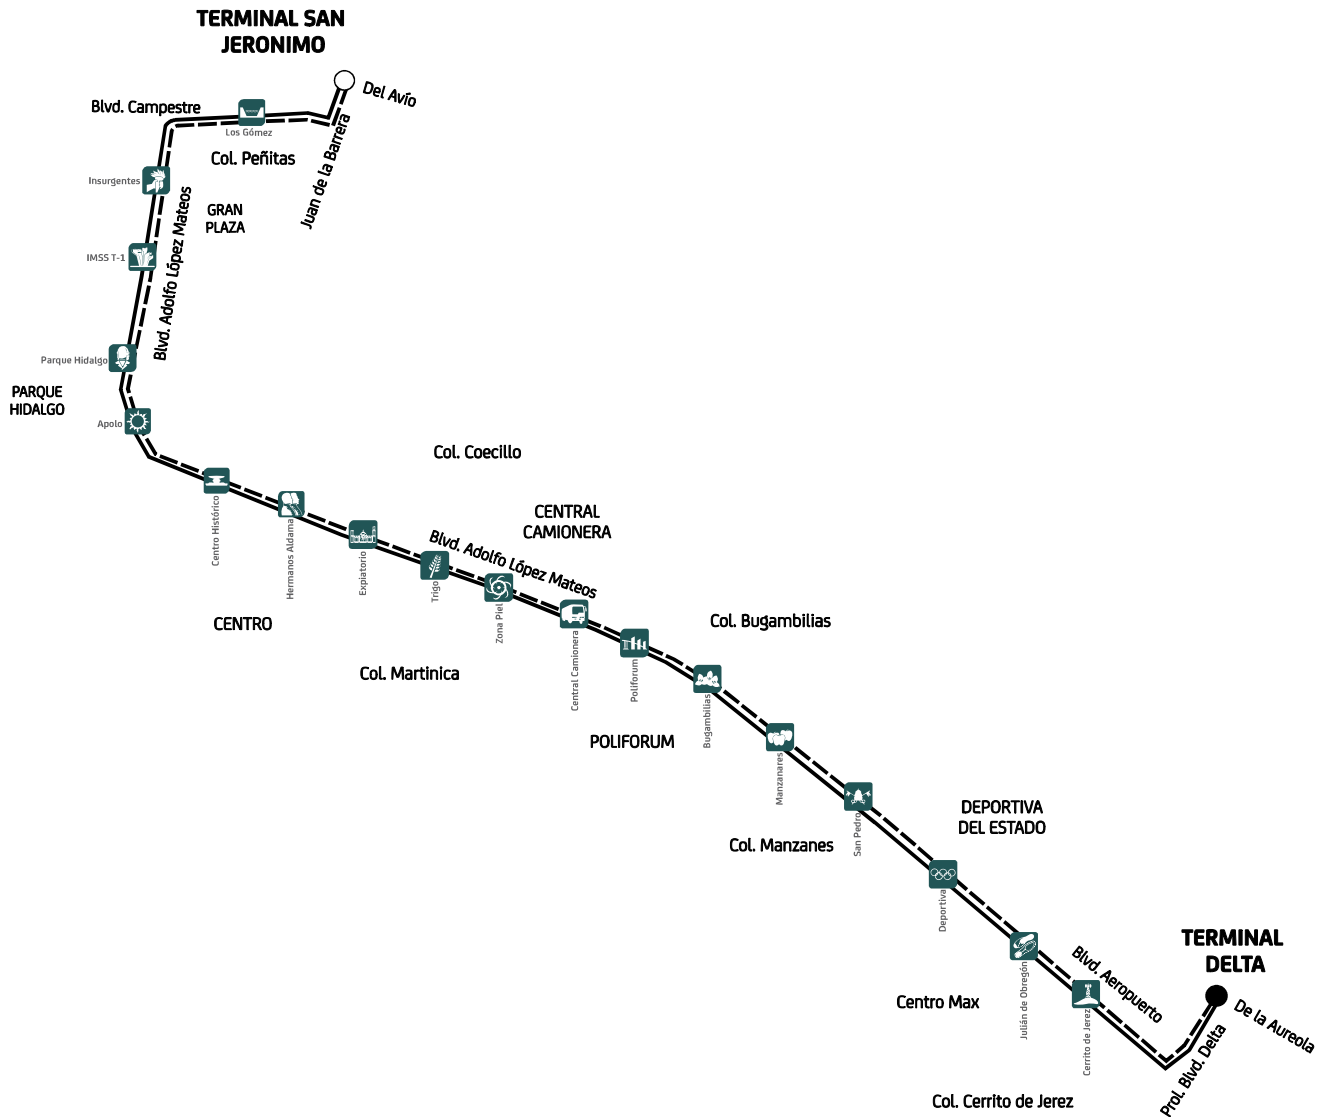 TERMINAL SAN
JERONIMO
Del Avío
Blvd. Campestre
Los Gómez
Col. Peñitas
Juan de la Barrera
Insurgentes
Blvd. Adolfo López Mateos
GRAN
PLAZA
IMSS T-1
Parque Hidalgo
PARQUE
HIDALGO
Apolo
Col. Coecillo
Centro Histórico
Hermanos Aldama
Expiatorio
Trigo
Blvd. Adolfo López Mateos
CENTRAL
CAMIONERA
Zona Piel
Central Camionera
Poliforum
CENTRO
Col. Martinica
Col. Bugambilias
Bugambilias
POLIFORUM
Manzanares
San Pedro
Col. Manzanes
DEPORTIVA
DEL ESTADO
Deportiva
Julián de Obregón
Cerrito de Jerez
Blvd. Aeropuerto
TERMINAL
DELTA
De la Aureola
Prol. Blvd. Delta
Centro Max
Col. Cerrito de Jerez